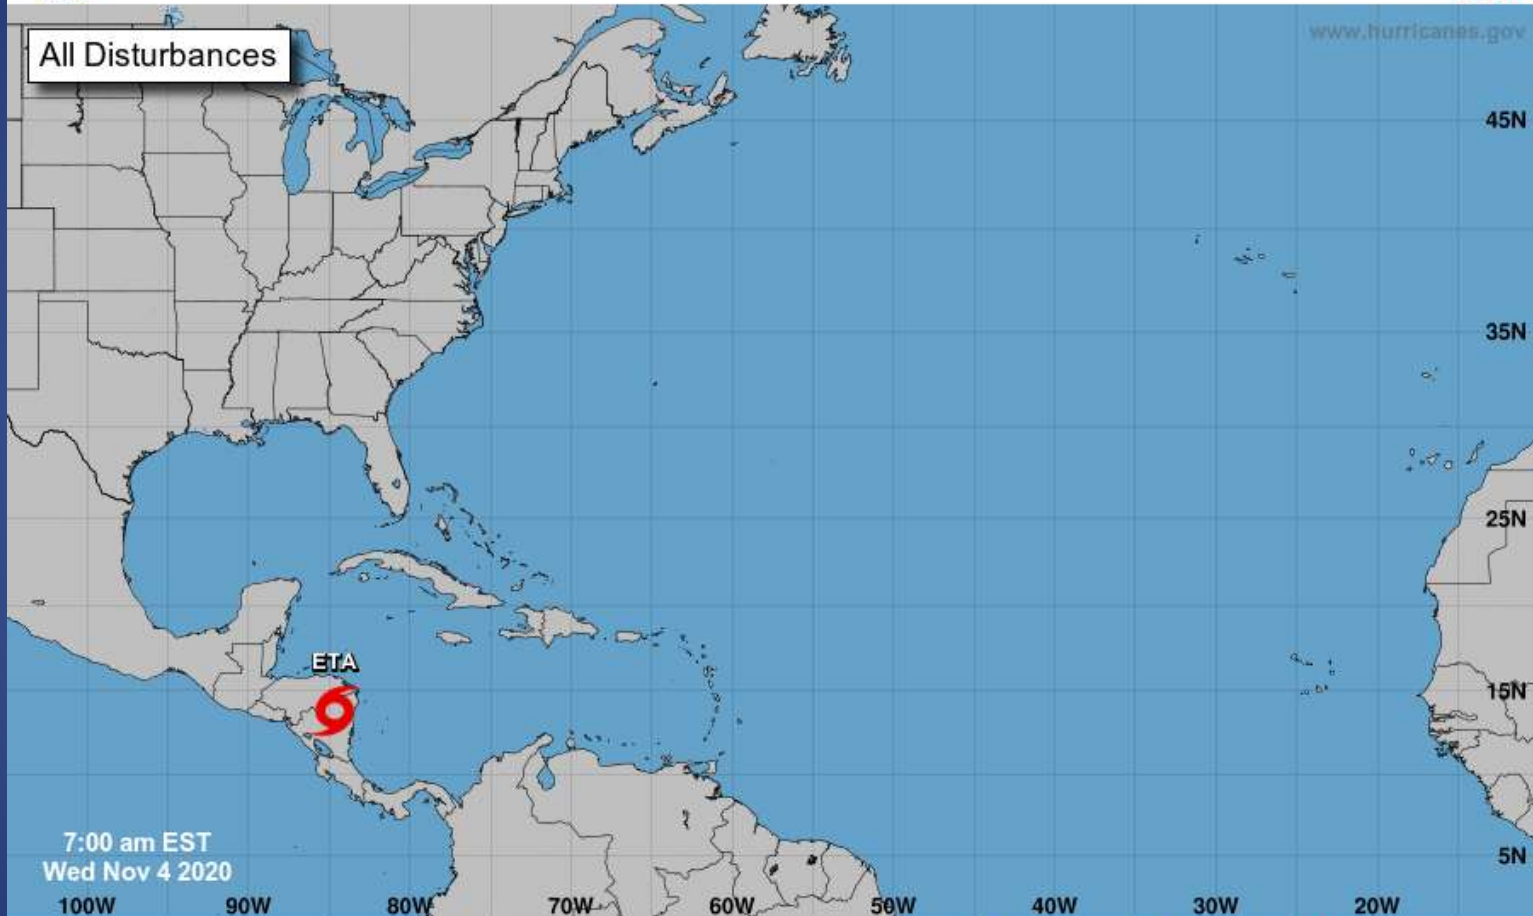 All Disturbances
www.hurricanes.gov
45N
35N
25N
ETA
15N
7:00 am EST
Wed Nov 4 2020
5N
100W 90W 80W 70W 60W 50W 40W 30W 20W